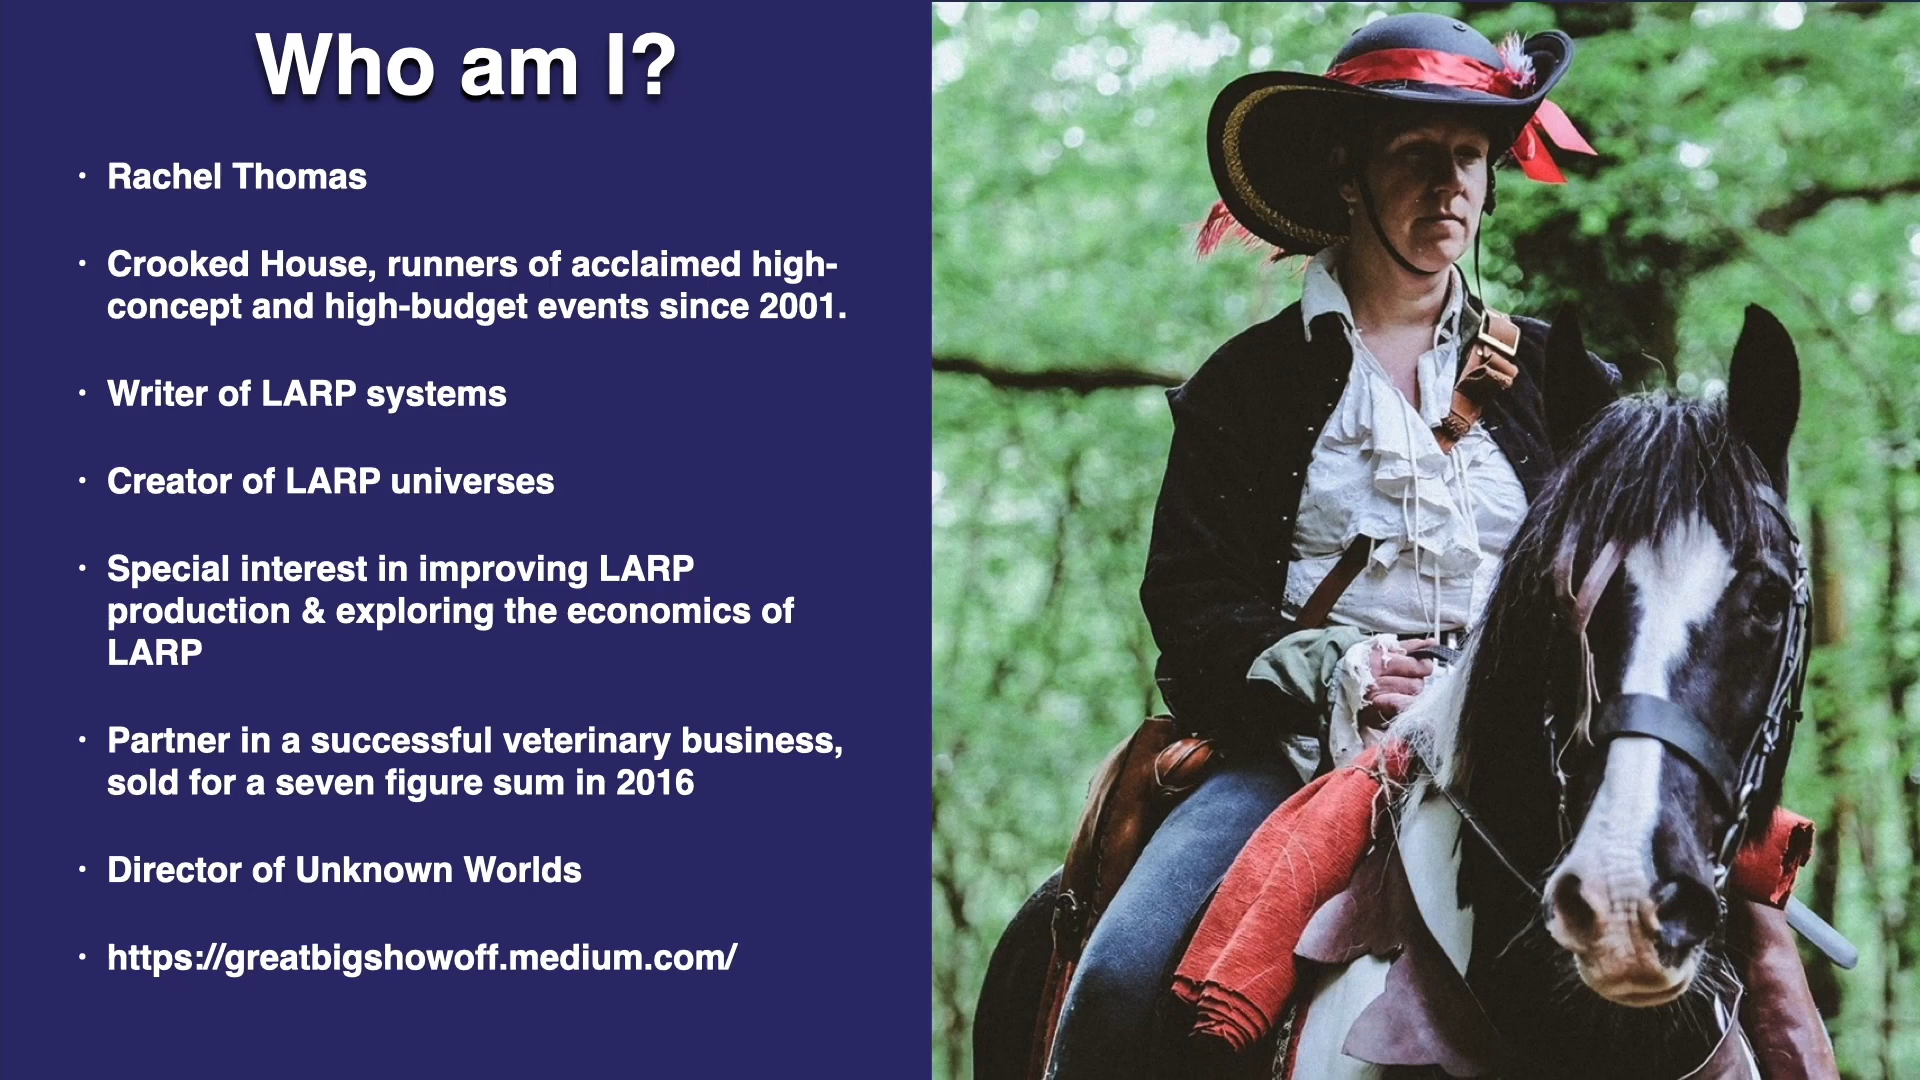 Who am I?
• Rachel Thomas
• Crooked House, runners of acclaimed high-
concept and high-budget events since 2001.
• Writer of LARP systems
• Creator of LARP universes
• Special interest in improving LARP
production & exploring the economics of
LARP
• Partner in a successful veterinary business,
sold for a seven figure sum in 2016
• Director of Unknown Worlds
• https://greatbigshowoff.medium.com/